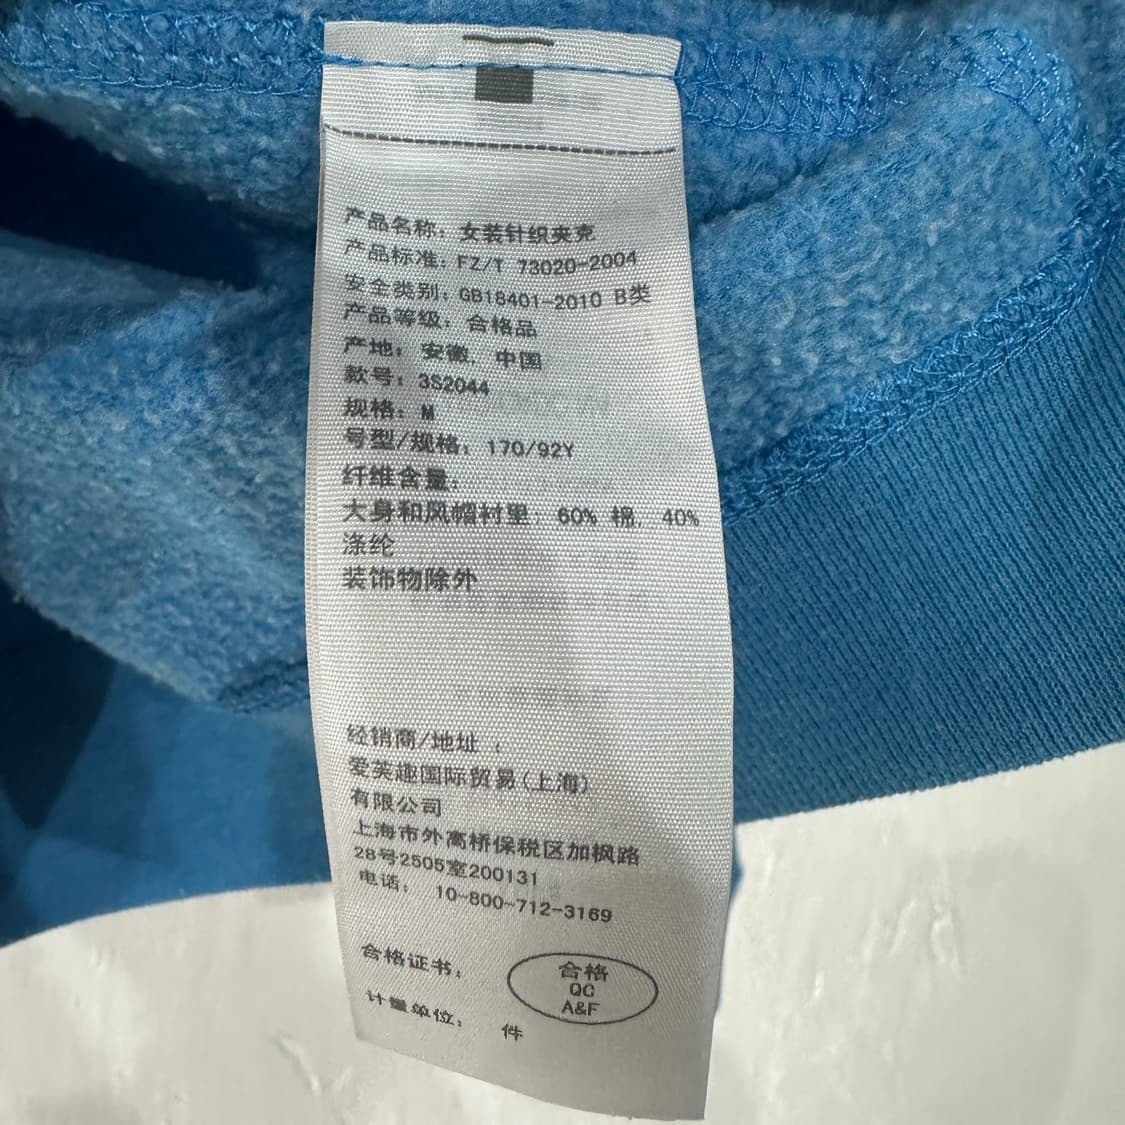 产品名称: 女装针织夹克
产品标准: FZ/T 73020-2004
安全类别: GB18401-2010 B类
产品等级: 合格品
产地: 安徽, 中国
款号: 3S2044
规格: M
号型/规格: 170/92Y
纤维含量:
大身和风帽衬里: 60% 棉, 40%
涤纶
装饰物除外
经销商/地址 :
爱芙趣国际贸易(上海)
有限公司
上海市外高桥保税区加枫路
28号2505室200131
电话: 10-800-712-3169
合格证书:
合格
QC
A&F
计量单位: 件